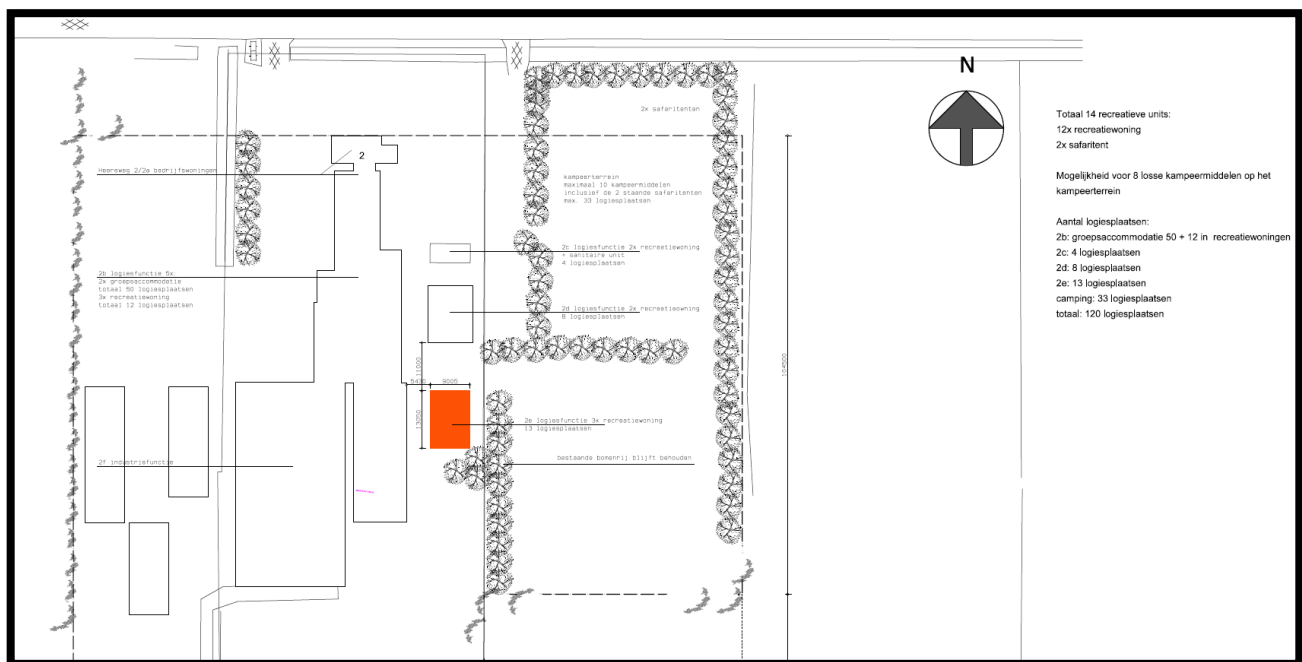 N
2x safaritenten
2
Heereweg 2/2a bedrijfswoningen
kampeerterrein
maximaal 10 kampeermiddelen
inclusief de 2 staande safaritenten
max. 33 logiesplaatsen
2c logiesfunctie 2x recreatiewoning
+ sanitaire unit
4 logiesplaatsen
2b logiesfunctie 5x
2x groepsaccommodatie
totaal 50 logiesplaatsen
3x recreatiewoning
totaal 12 logiesplaatsen
2d logiesfunctie 2x recreatiewoning
8 logiesplaatsen
11000
5430
9005
13050
104500
2e logiesfunctie 3x recreatiewoning
13 logiesplaatsen
bestaande bomenrij blijft behouden
2f industriefunctie
Totaal 14 recreatieve units:
12x recreatiewoning
2x safaritent
Mogelijkheid voor 8 losse kampeermiddelen op het
kampeerterrein
Aantal logiesplaatsen:
2b: groepsaccommodatie 50 + 12 in recreatiewoningen
2c: 4 logiesplaatsen
2d: 8 logiesplaatsen
2e: 13 logiesplaatsen
camping: 33 logiesplaatsen
totaal: 120 logiesplaatsen